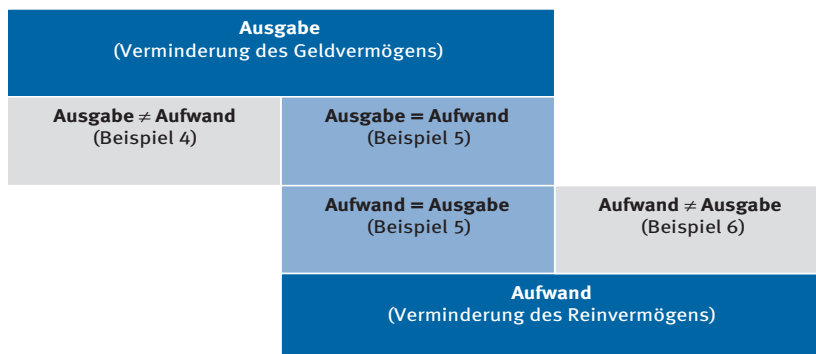 Ausgabe
(Verminderung des Geldvermögens)
Ausgabe ≠ Aufwand
(Beispiel 4)
Ausgabe = Aufwand
(Beispiel 5)
Aufwand = Ausgabe
(Beispiel 5)
Aufwand ≠ Ausgabe
(Beispiel 6)
Aufwand
(Verminderung des Reinvermögens)